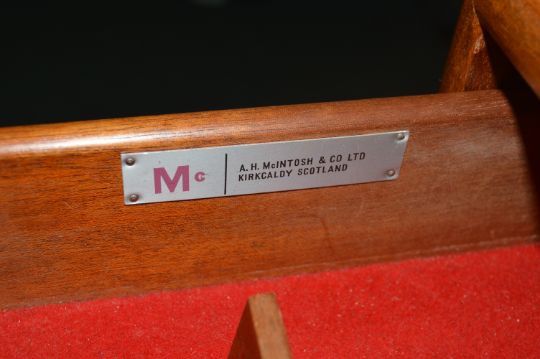 Mc
A. H. McINTOSH & CO LTD
KIRKCALDY SCOTLAND